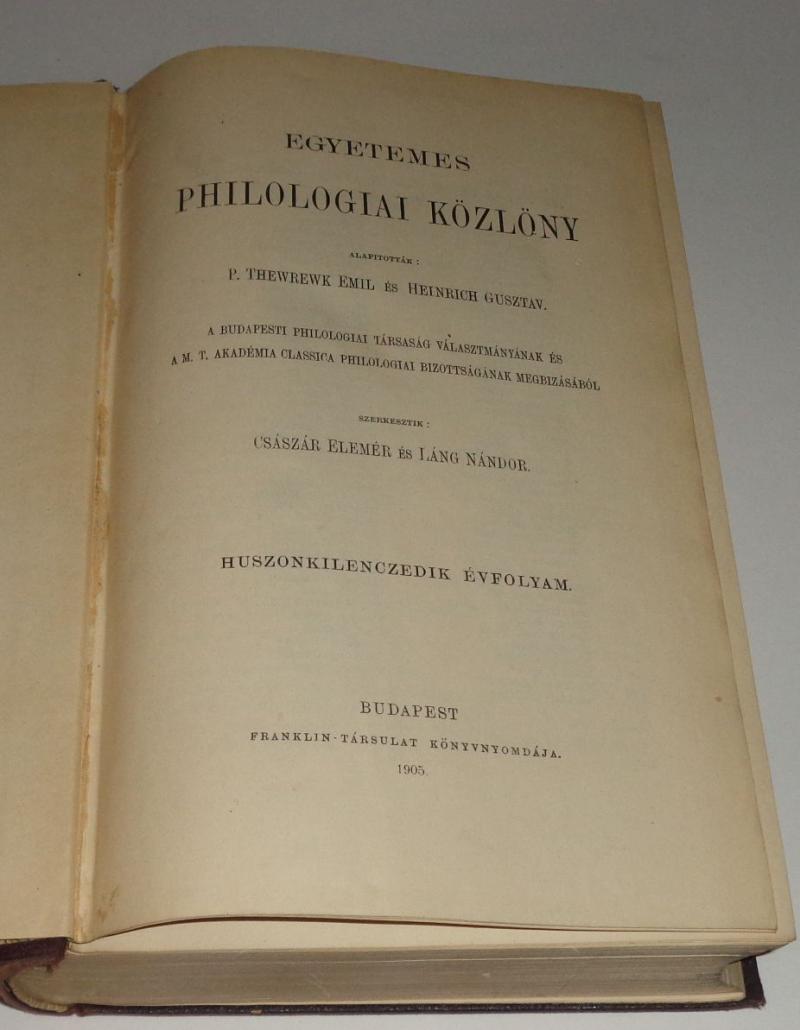 EGYETEMES
PHILOLOGIAI KÖZLÖNY
ALAPITOTTÁK :
P. THEWREWK EMIL ÉS HEINRICH GUSZTAV.
A BUDAPESTI PHILOLOGIAI TÁRSASÁG VÁLASZTMÁNYÁNAK ÉS
A M. T. AKADÉMIA CLASSICA PHILOLOGIAI BIZOTTSÁGÁNAK MEGBIZÁSÁBÓL
SZERKESZTIK :
CSÁSZÁR ELEMÉR ÉS LÁNG NÁNDOR.
HUSZONKILENCZEDIK ÉVFOLYAM.
BUDAPEST
FRANKLIN-TÁRSULAT KÖNYVNYOMDÁJA.
1905.